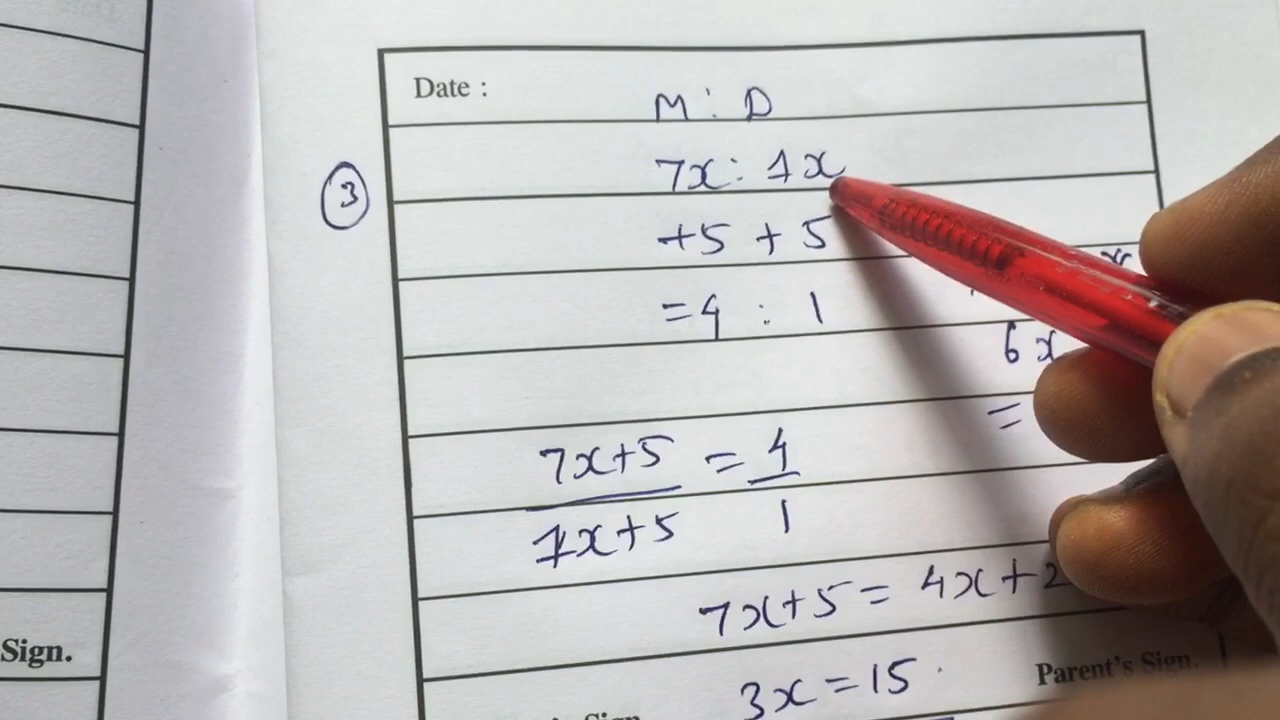 Date :
M : D
③
7x : 1x
+5 + 5
= 4 : 1
6x
=
7x+5 = 4
1x+5 1
7x+5 = 4x+2
3x = 15
Sign.
Parent's Sign.
Sign